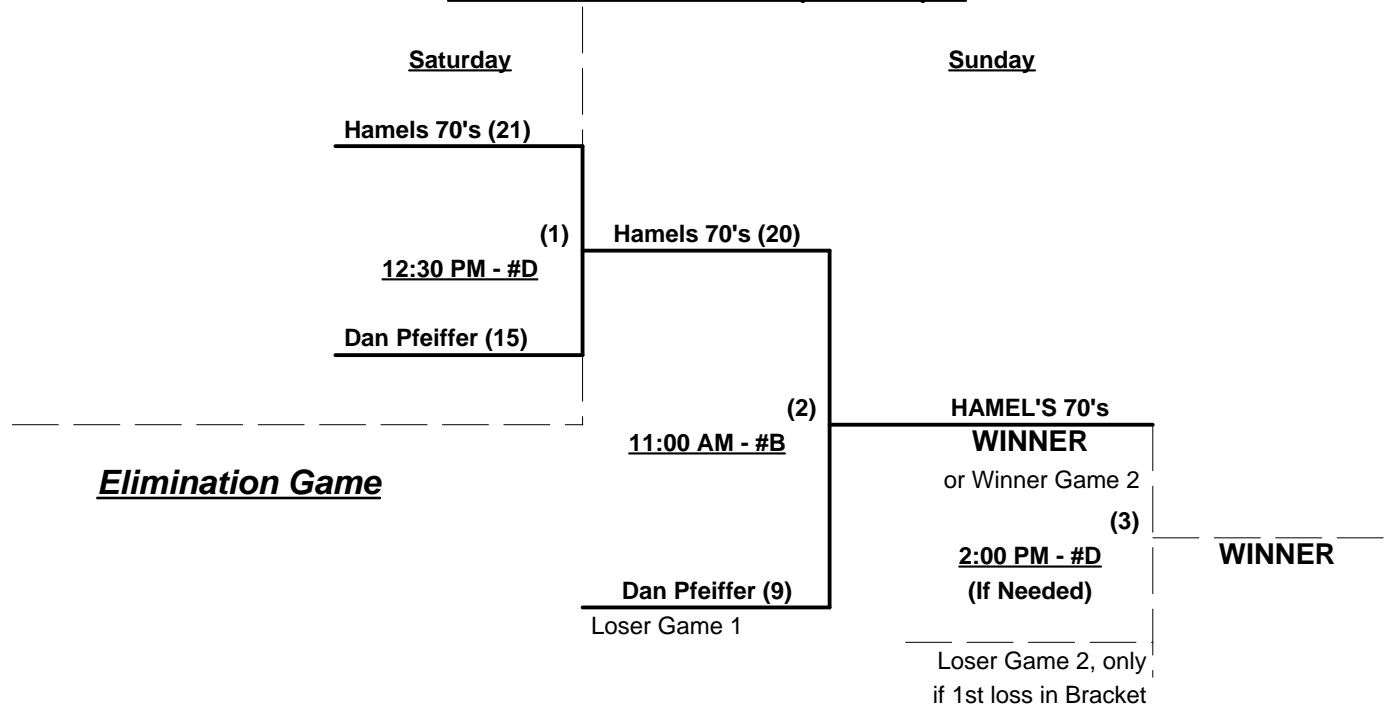 Saturday
Sunday
Hamels 70's (21)
(1)
Hamels 70's (20)
12:30 PM - #D
Dan Pfeiffer (15)
(2)
HAMEL'S 70's
11:00 AM - #B
WINNER
Elimination Game
or Winner Game 2
(3)
2:00 PM - #D
WINNER
Dan Pfeiffer (9)
(If Needed)
Loser Game 1
Loser Game 2, only
if 1st loss in Bracket